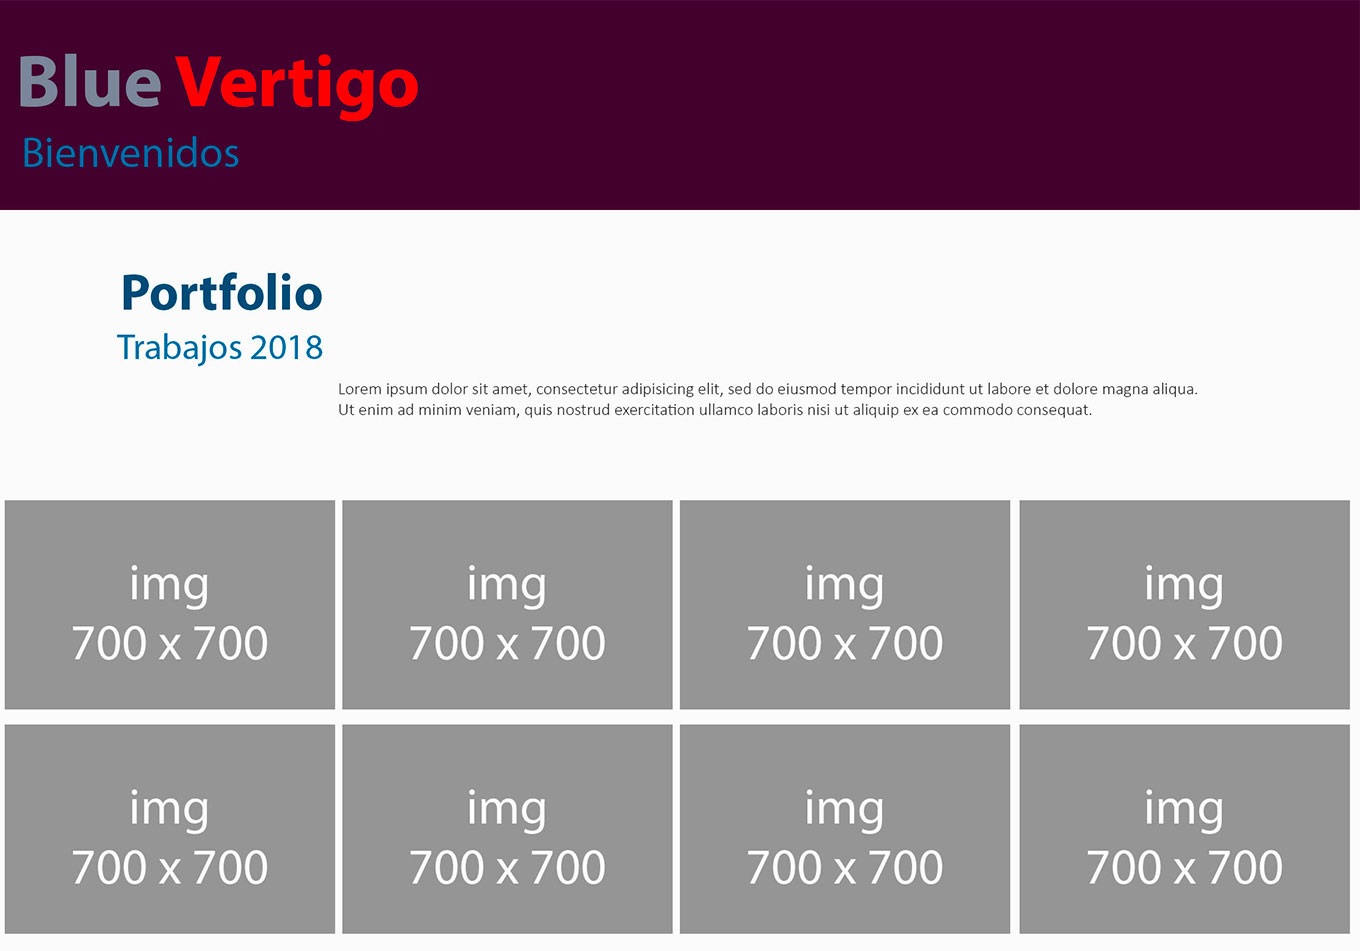 Blue Vertigo
Bienvenidos
Portfolio
Trabajos 2018
Lorem ipsum dolor sit amet, consectetur adipisicing elit, sed do eiusmod tempor incididunt ut labore et dolore magna aliqua.
Ut enim ad minim veniam, quis nostrud exercitation ullamco laboris nisi ut aliquip ex ea commodo consequat.
img
700 x 700
img
700 x 700
img
700 x 700
img
700 x 700
img
700 x 700
img
700 x 700
img
700 x 700
img
700 x 700